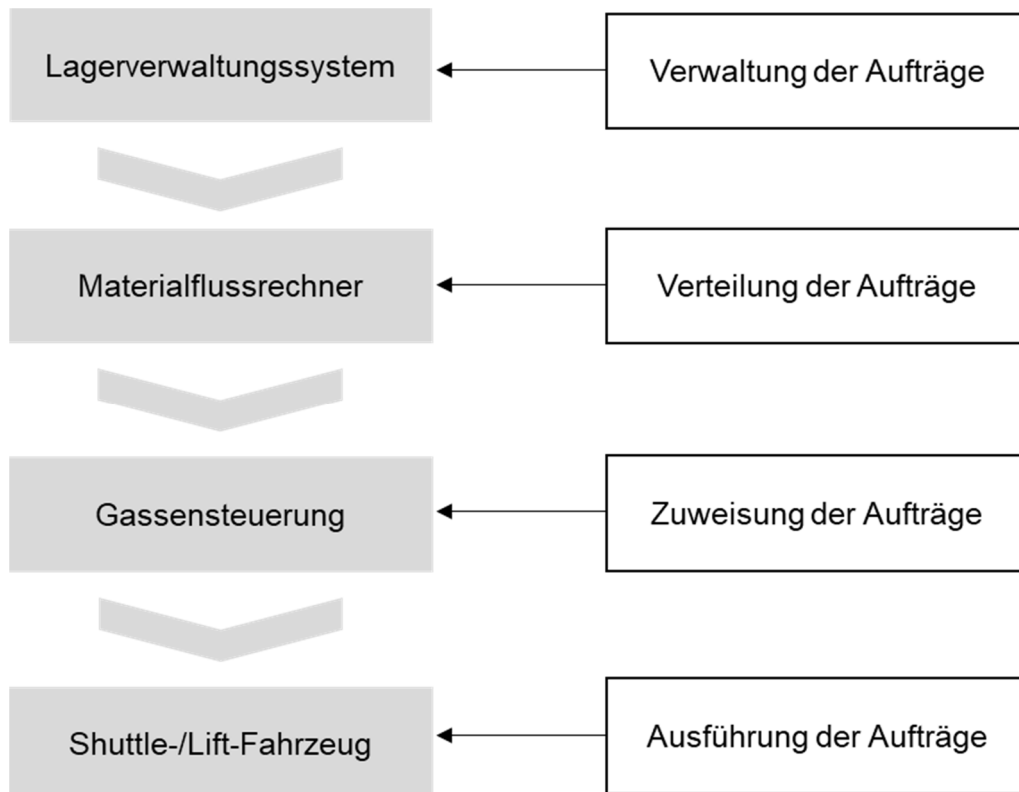 Lagerverwaltungssystem
Verwaltung der Aufträge
Materialflussrechner
Verteilung der Aufträge
Gassensteuerung
Zuweisung der Aufträge
Shuttle-/Lift-Fahrzeug
Ausführung der Aufträge